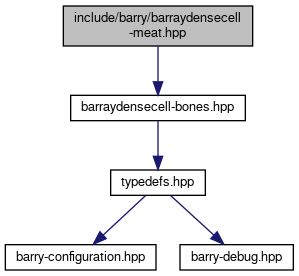 include/barry/barraydensecell
-meat.hpp
barraydensecell-bones.hpp
typedefs.hpp
barry-configuration.hpp
barry-debug.hpp